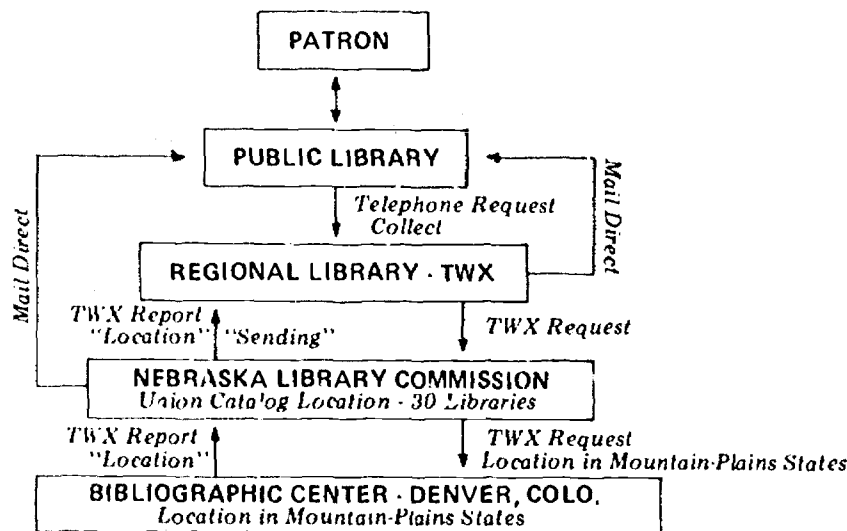 PATRON
PUBLIC LIBRARY
Telephone Request
Collect
Mail Direct
Mail Direct
REGIONAL LIBRARY - TWX
TWX Report
"Location"
"Sending"
TWX Request
NEBRASKA LIBRARY COMMISSION
Union Catalog Location - 30 Libraries
TWX Report
"Location"
TWX Request
Location in Mountain-Plains States
BIBLIOGRAPHIC CENTER - DENVER, COLO.
Location in Mountain-Plains States